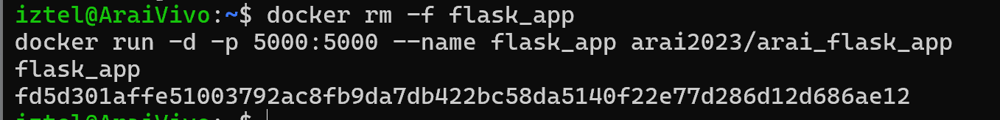 iztel@AraiVivo:~$ docker rm -f flask_app
docker run -d -p 5000:5000 --name flask_app arai2023/arai_flask_app
flask_app
fd5d301affe51003792ac8fb9da7db422bc58da5140f22e77d286d12d686ae12
iztel@AraiVivo:~$